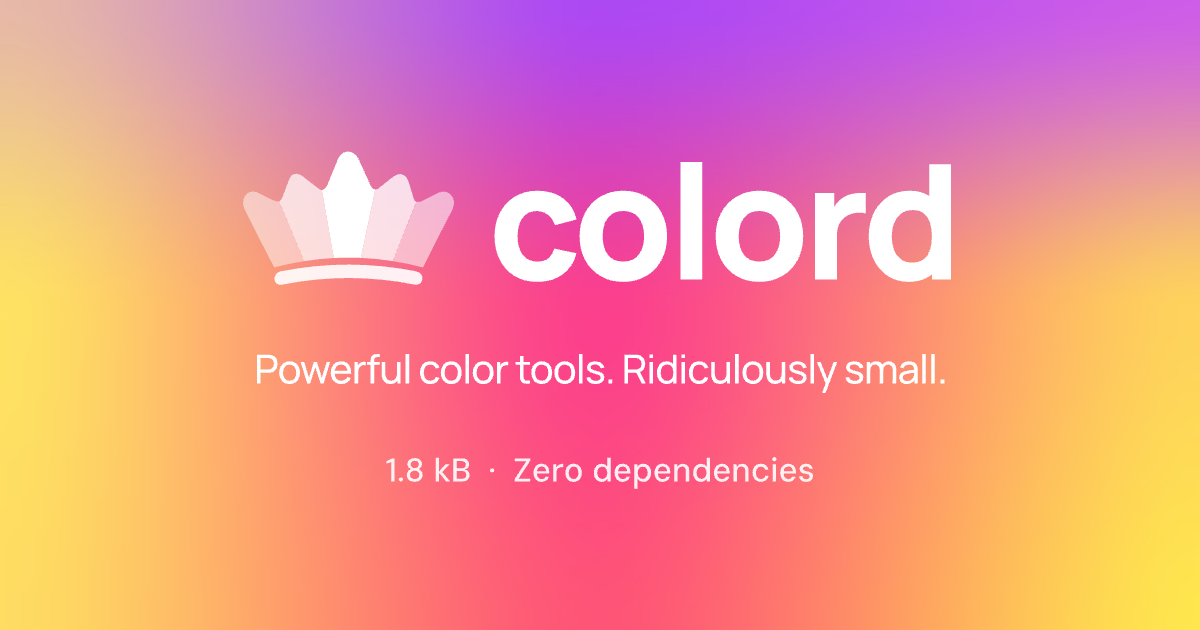 colord
Powerful color tools. Ridiculously small.
1.8 kB · Zero dependencies